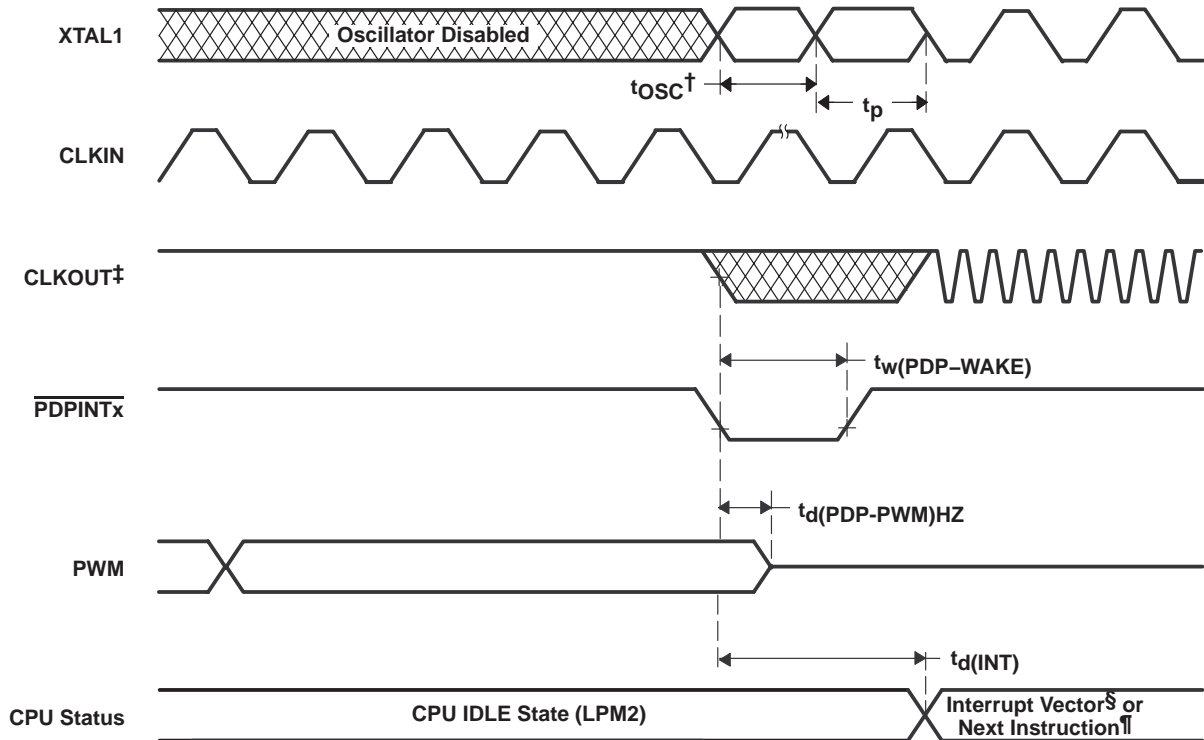 XTAL1
Oscillator Disabled
tOSC†
tp
CLKIN
CLKOUT‡
tw(PDP–WAKE)
PDPINTx
td(PDP-PWM)HZ
PWM
td(INT)
CPU Status
CPU IDLE State (LPM2)
Interrupt Vector§ or
Next Instruction¶